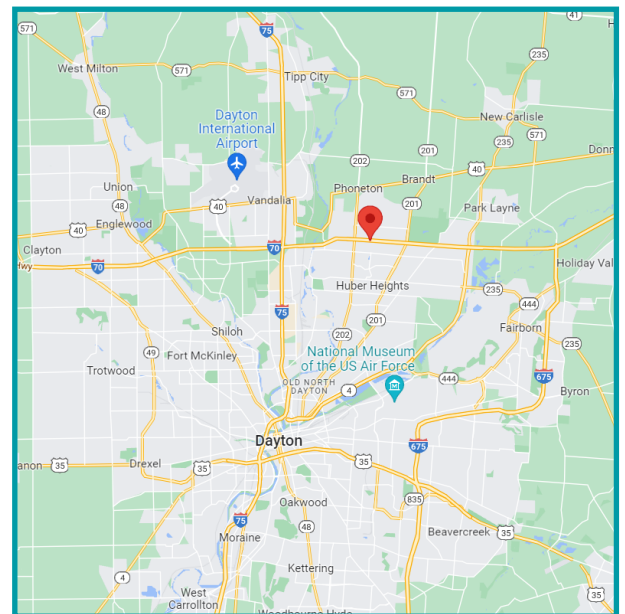 75
41
571
235
West Milton
571
Tipp City
571
48
New Carlisle
Dayton
International
Airport
235
571
201
202
40
Donn
Brandt
Phoneton
Union
Vandalia
201
48
40
Park Layne
Englewood
40
Clayton
70
70
Holiday Val
Huber Heights
235
444
75
201
Fairborn
Shiloh
202
235
49
Fort McKinley
National Museum
of the US Air Force
Trotwood
OLD NORTH
DAYTON
4
444
675
Byron
Dayton
675
35
Drexel
35
35
835
Oakwood
48
75
Beavercreek
35
Moraine
Kettering
4
West
Carrollton
35